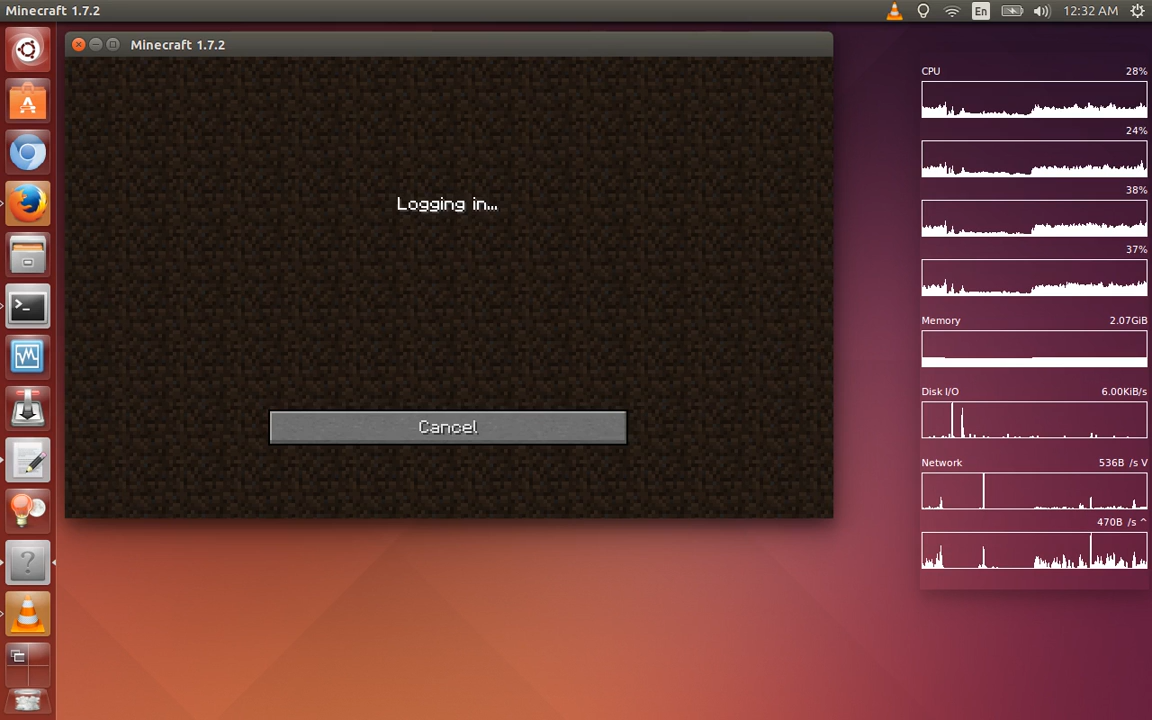 Minecraft 1.7.2
En
12:32 AM
Minecraft 1.7.2
Logging in...
Cancel
CPU 28%
24%
38%
37%
Memory 2.07GiB
Disk I/O 6.00KiB/s
Network 536B /s V
470B /s ^